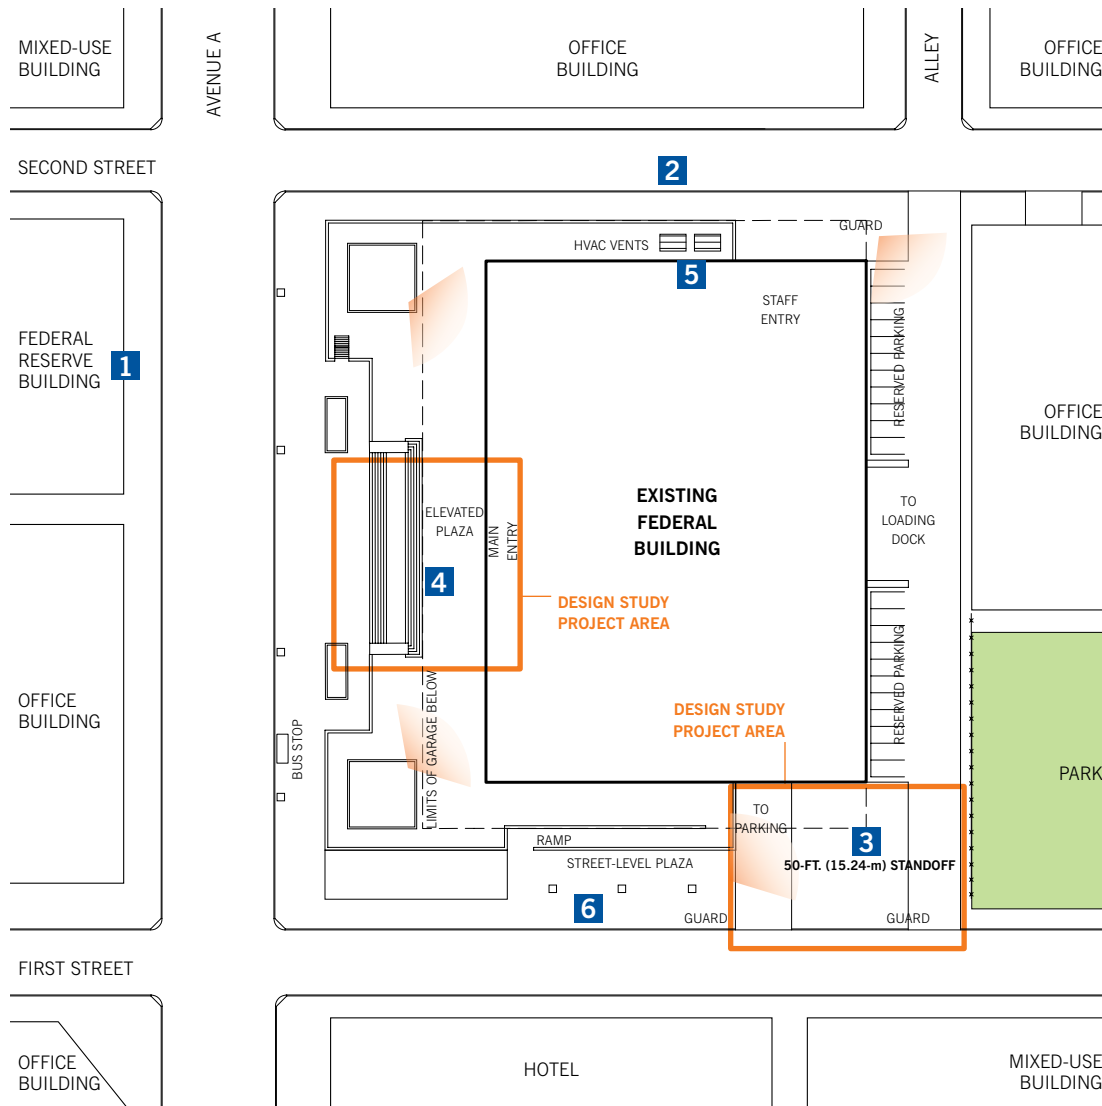 MIXED-USE
BUILDING
AVENUE A
OFFICE
BUILDING
ALLEY
OFFICE
BUILDING
SECOND STREET
2
GUARD
HVAC VENTS
5
STAFF
ENTRY
FEDERAL
RESERVE
BUILDING
1
RESERVED PARKING
OFFICE
BUILDING
EXISTING
FEDERAL
BUILDING
ELEVATED
PLAZA
MAIN
ENTRY
TO
LOADING
DOCK
4
DESIGN STUDY
PROJECT AREA
OFFICE
BUILDING
BUS STOP
LIMITS OF GARAGE BELOW
DESIGN STUDY
PROJECT AREA
RESERVED PARKING
PARK
TO
PARKING
RAMP
3
STREET-LEVEL PLAZA
50-FT. (15.24-m) STANDOFF
6
GUARD
GUARD
FIRST STREET
OFFICE
BUILDING
HOTEL
MIXED-USE
BUILDING